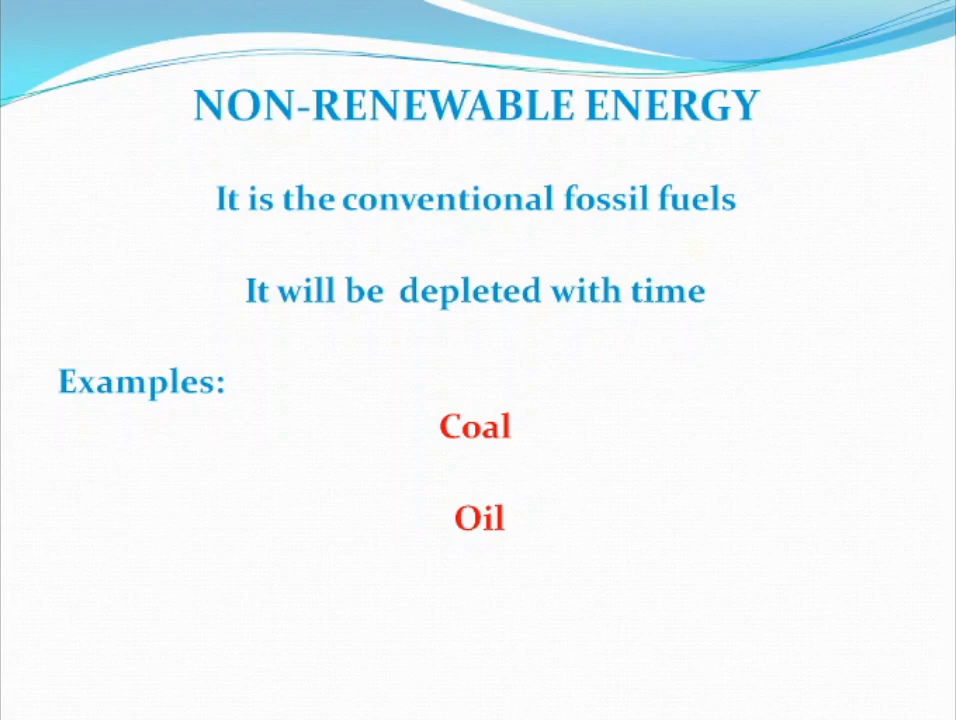 NON-RENEWABLE ENERGY
It is the conventional fossil fuels
It will be depleted with time
Examples:
Coal
Oil